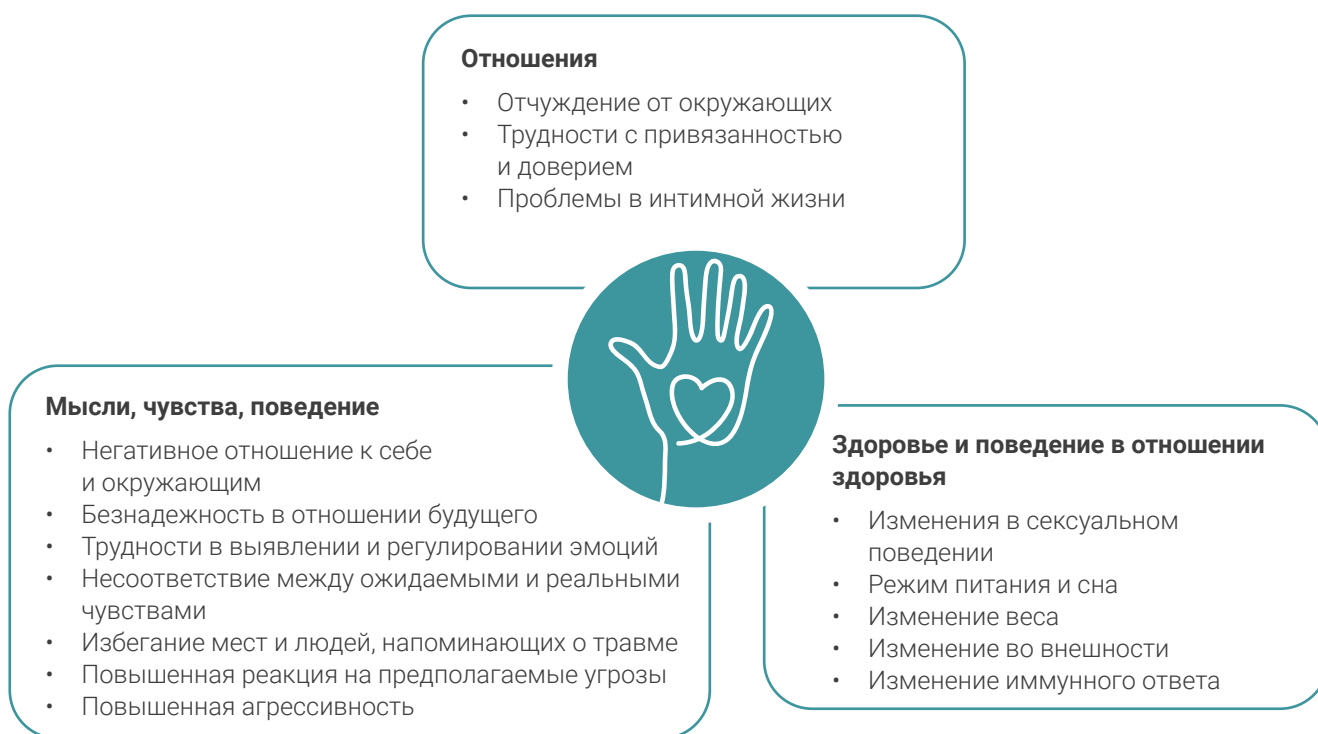 Отношения
• Отчуждение от окружающих
• Трудности с привязанностью
и доверием
• Проблемы в интимной жизни
Мысли, чувства, поведение
• Негативное отношение к себе
и окружающим
• Безнадежность в отношении будущего
• Трудности в выявлении и регулировании эмоций
• Несоответствие между ожидаемыми и реальными
чувствами
• Избегание мест и людей, напоминающих о травме
• Повышенная реакция на предполагаемые угрозы
• Повышенная агрессивность
Здоровье и поведение в отношении
здоровья
• Изменения в сексуальном
поведении
• Режим питания и сна
• Изменение веса
• Изменение во внешности
• Изменение иммунного ответа